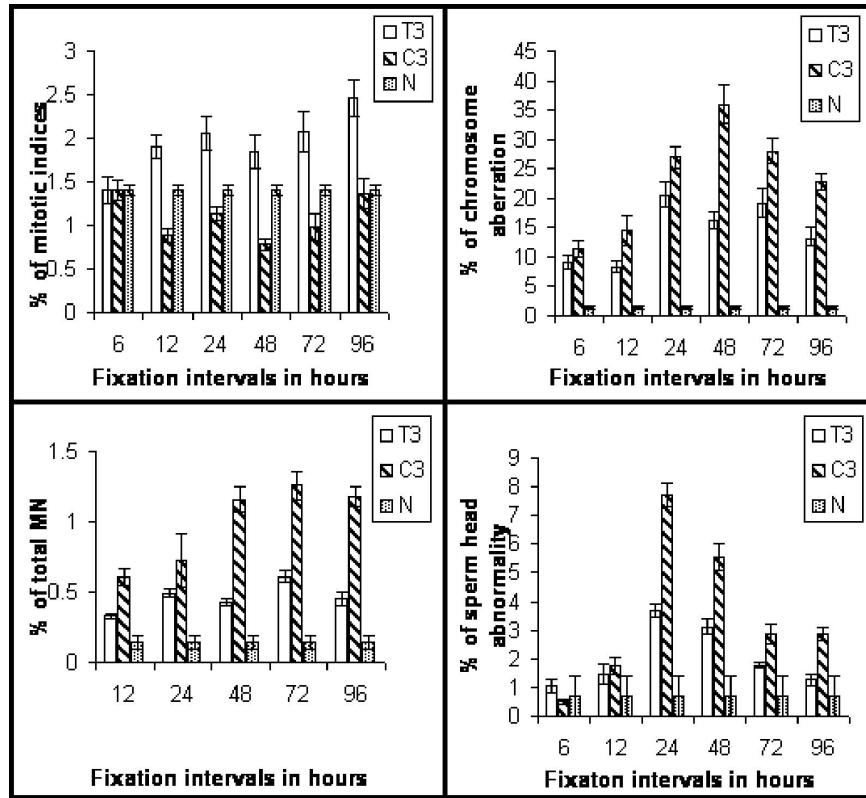 % of mitotic indices
3
2.5
2
1.5
1
0.5
0
6 12 24 48 72 96
Fixation intervals in hours
T3
C3
N
% of chromosome
aberration
45
40
35
30
25
20
15
10
5
0
6 12 24 48 72 96
Fixation intervals in hours
T3
C3
N
% of total MN
1.5
1
0.5
0
12 24 48 72 96
Fixation intervals in hours
T3
C3
N
% of sperm head
abnormality
9
8
7
6
5
4
3
2
1
0
6 12 24 48 72 96
Fixaton intervals in hours
T3
C3
N